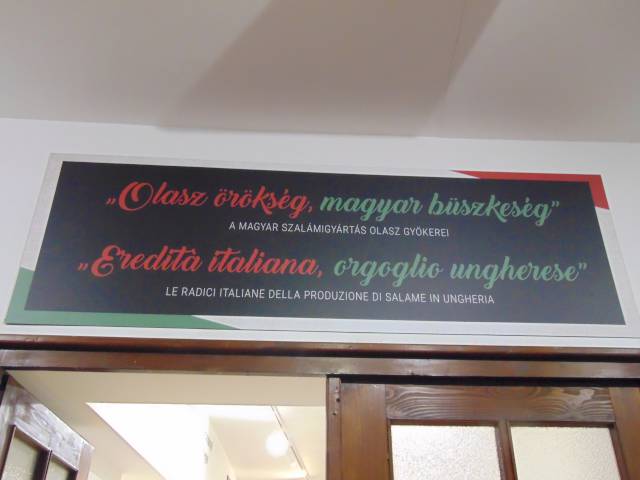 „Olasz örökség, magyar büszkeség”
A MAGYAR SZALÁMIGYÁRTÁS OLASZ GYÖKEREI
„Eredità italiana, orgoglio ungherese”
LE RADICI ITALIANE DELLA PRODUZIONE DI SALAME IN UNGHERIA